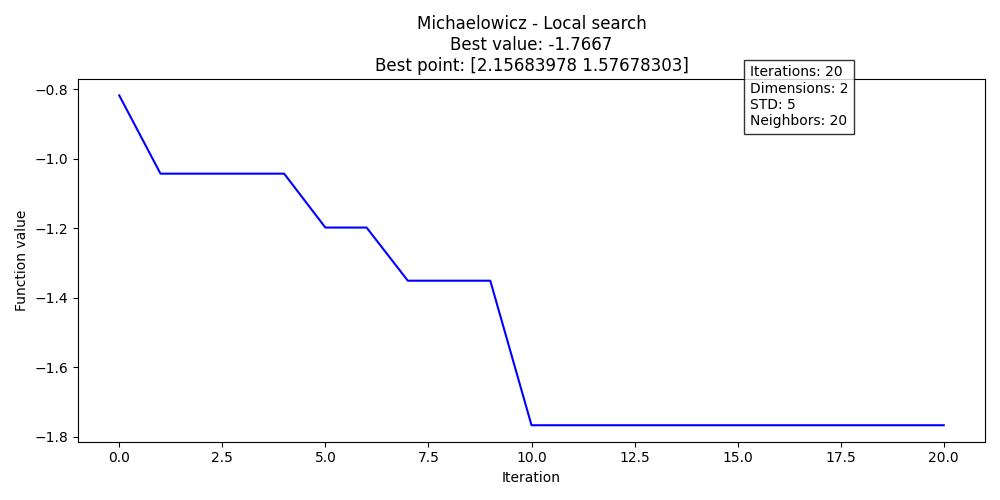 Michaelowicz - Local search
Best value: -1.7667
Best point: [2.15683978 1.57678303]
Iterations: 20
Dimensions: 2
STD: 5
Neighbors: 20
−0.8
−1.0
−1.2
−1.4
−1.6
−1.8
Function value
0.0 2.5 5.0 7.5 10.0 12.5 15.0 17.5 20.0
Iteration